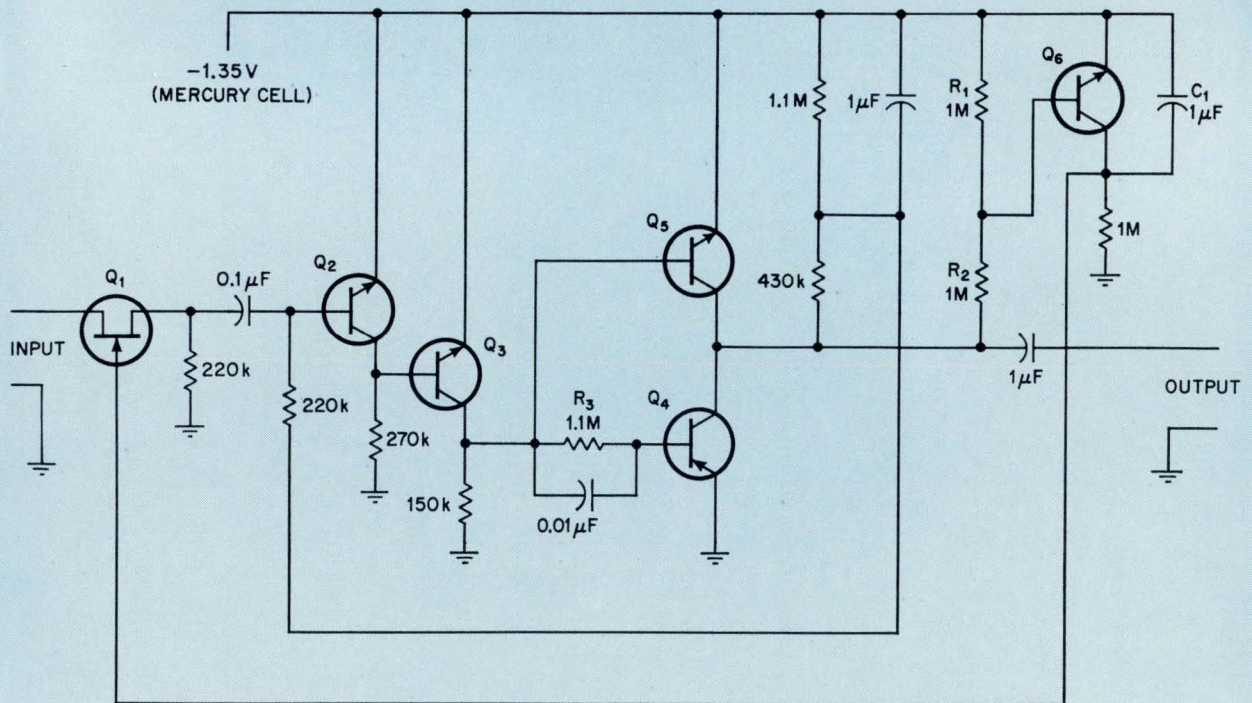 −1.35 V
(MERCURY CELL)
Q6
1.1M
1µF
R1
1M
C1
1µF
Q5
1M
Q1
0.1µF
Q2
430k
R2
1M
INPUT
Q3
220k
1µF
OUTPUT
220k
R3
1.1M
Q4
270k
150k
0.01µF